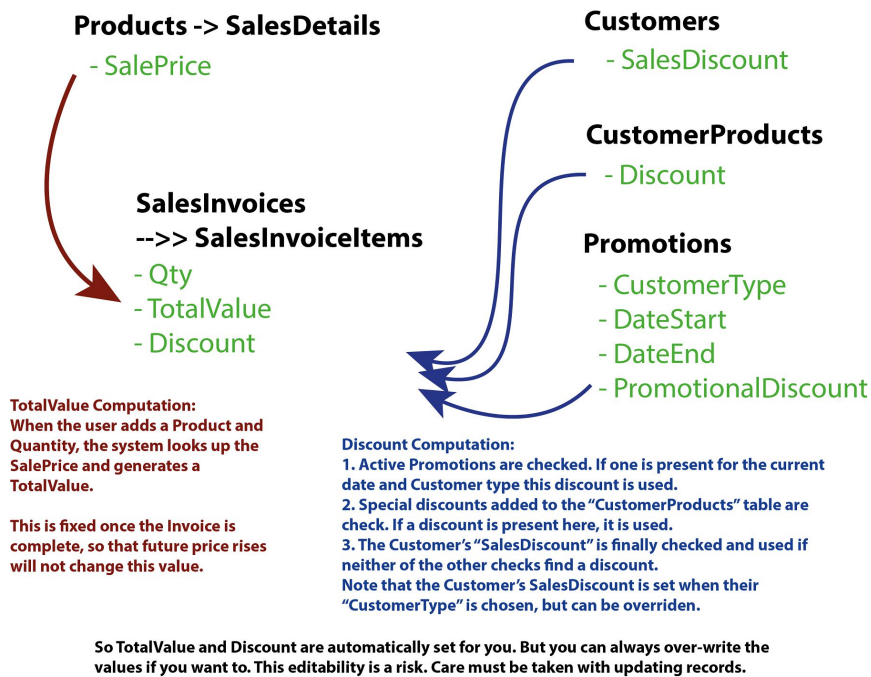 Products -> SalesDetails
- SalePrice
Customers
- SalesDiscount
CustomerProducts
- Discount
SalesInvoices
-->> SalesInvoiceItems
- Qty
- TotalValue
- Discount
Promotions
- CustomerType
- DateStart
- DateEnd
- PromotionalDiscount
TotalValue Computation:
When the user adds a Product and
Quantity, the system looks up the
SalePrice and generates a
TotalValue.
This is fixed once the Invoice is
complete, so that future price rises
will not change this value.
Discount Computation:
1. Active Promotions are checked. If one is present for the current
date and Customer type this discount is used.
2. Special discounts added to the “CustomerProducts” table are
check. If a discount is present here, it is used.
3. The Customer’s “SalesDiscount” is finally checked and used if
neither of the other checks find a discount.
Note that the Customer’s SalesDiscount is set when their
“CustomerType” is chosen, but can be overriden.
So TotalValue and Discount are automatically set for you. But you can always over-write the
values if you want to. This editability is a risk. Care must be taken with updating records.